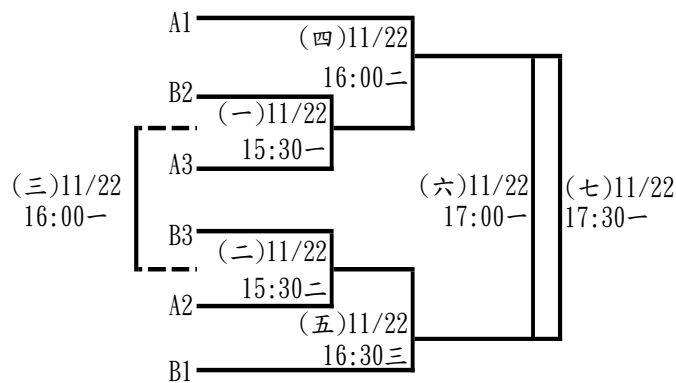 A1
(四)11/22
16:00二
B2
(一)11/22
15:30一
A3
(三)11/22
16:00一
(六)11/22
17:00一
(七)11/22
17:30一
B3
(二)11/22
15:30二
A2
(五)11/22
16:30三
B1